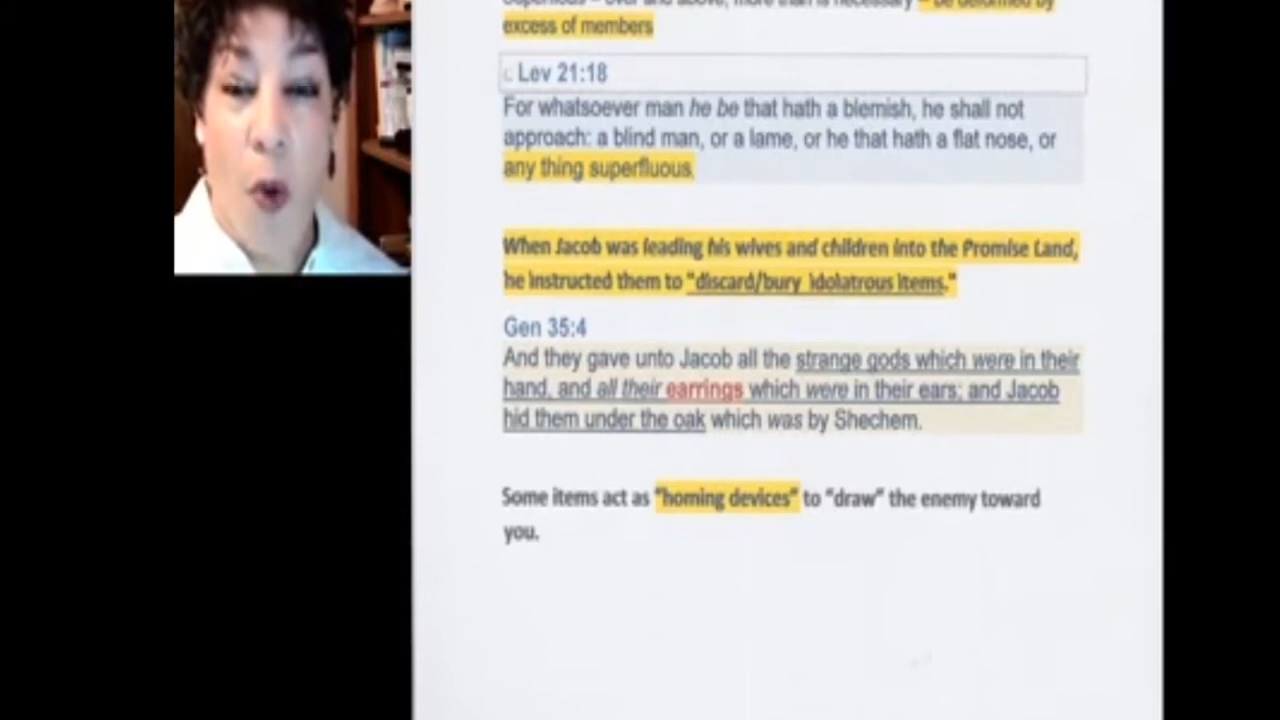 excess of members
Lev 21:18
For whatsoever man he be that hath a blemish, he shall not
approach: a blind man, or a lame, or he that hath a flat nose, or
any thing superfluous,
When Jacob was leading his wives and children into the Promise Land,
he instructed them to "discard/bury idolatrous items."
Gen 35:4
And they gave unto Jacob all the strange gods which were in their
hand, and all their earrings which were in their ears; and Jacob
hid them under the oak which was by Shechem.
Some items act as "homing devices" to "draw" the enemy toward
you.